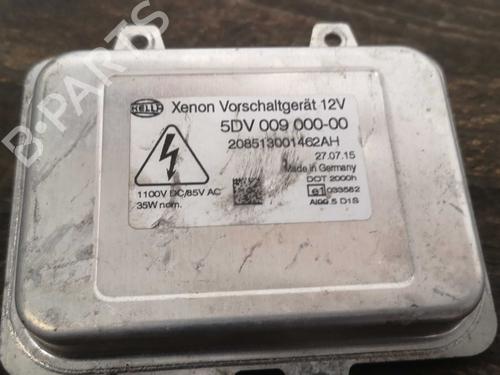 HELLA Xenon Vorschaltgerät 12V
5DV 009 000-00
208513001462AH
27.07.15
Made in Germany
DOT 2000h
e1 033582
AIGG.5 D1S
1100V DC/85V AC
35W nom.
B-PARTS